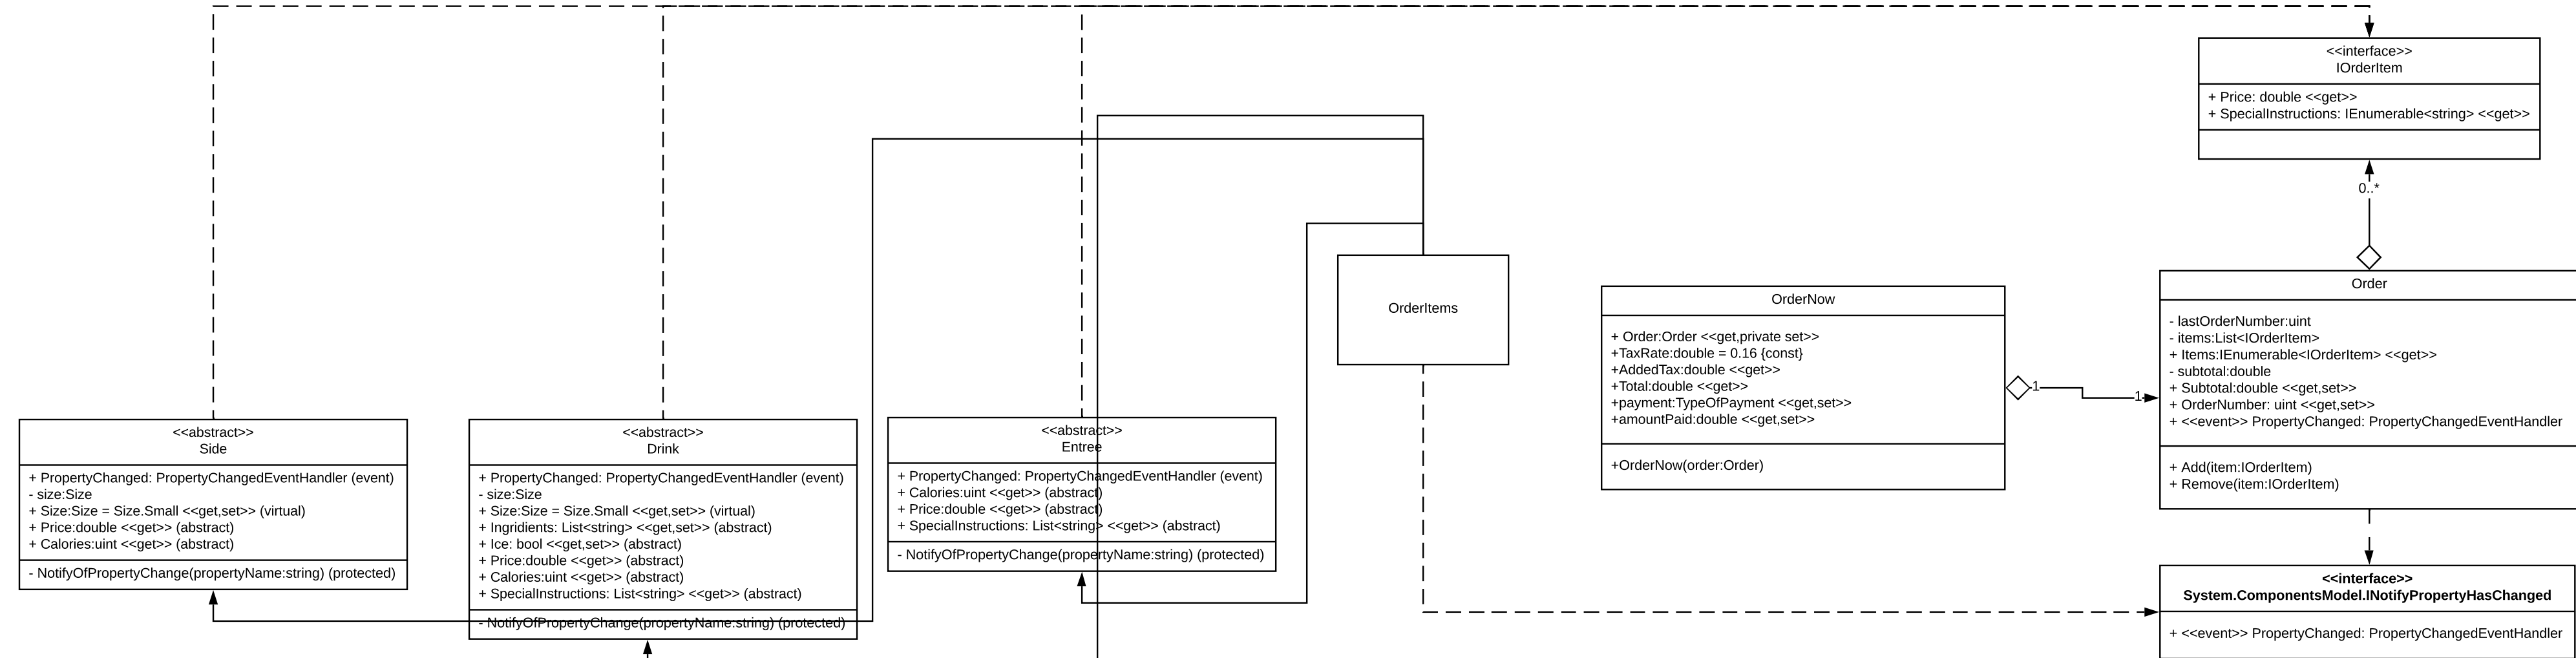 <<interface>>
IOrderItem
+ Price: double <<get>>
+ SpecialInstructions: IEnumerable<string> <<get>>
0..*
OrderItems
OrderNow
+ Order:Order <<get,private set>>
+TaxRate:double = 0.16 {const}
+AddedTax:double <<get>>
+Total:double <<get>>
+payment:TypeOfPayment <<get,set>>
+amountPaid:double <<get,set>>
+OrderNow(order:Order)
1
1
Order
- lastOrderNumber:uint
- items:List<IOrderItem>
+ Items:IEnumerable<IOrderItem> <<get>>
- subtotal:double
+ Subtotal:double <<get,set>>
+ OrderNumber: uint <<get,set>>
+ <<event>> PropertyChanged: PropertyChangedEventHandler
+ Add(item:IOrderItem)
+ Remove(item:IOrderItem)
<<abstract>>
Side
+ PropertyChanged: PropertyChangedEventHandler (event)
- size:Size
+ Size:Size = Size.Small <<get,set>> (virtual)
+ Price:double <<get>> (abstract)
+ Calories:uint <<get>> (abstract)
- NotifyOfPropertyChange(propertyName:string) (protected)
<<abstract>>
Drink
+ PropertyChanged: PropertyChangedEventHandler (event)
- size:Size
+ Size:Size = Size.Small <<get,set>> (virtual)
+ Ingridients: List<string> <<get,set>> (abstract)
+ Ice: bool <<get,set>> (abstract)
+ Price:double <<get>> (abstract)
+ Calories:uint <<get>> (abstract)
+ SpecialInstructions: List<string> <<get>> (abstract)
- NotifyOfPropertyChange(propertyName:string) (protected)
<<abstract>>
Entree
+ PropertyChanged: PropertyChangedEventHandler (event)
+ Calories:uint <<get>> (abstract)
+ Price:double <<get>> (abstract)
+ SpecialInstructions: List<string> <<get>> (abstract)
- NotifyOfPropertyChange(propertyName:string) (protected)
<<interface>>
System.ComponentsModel.INotifyPropertyHasChanged
+ <<event>> PropertyChanged: PropertyChangedEventHandler